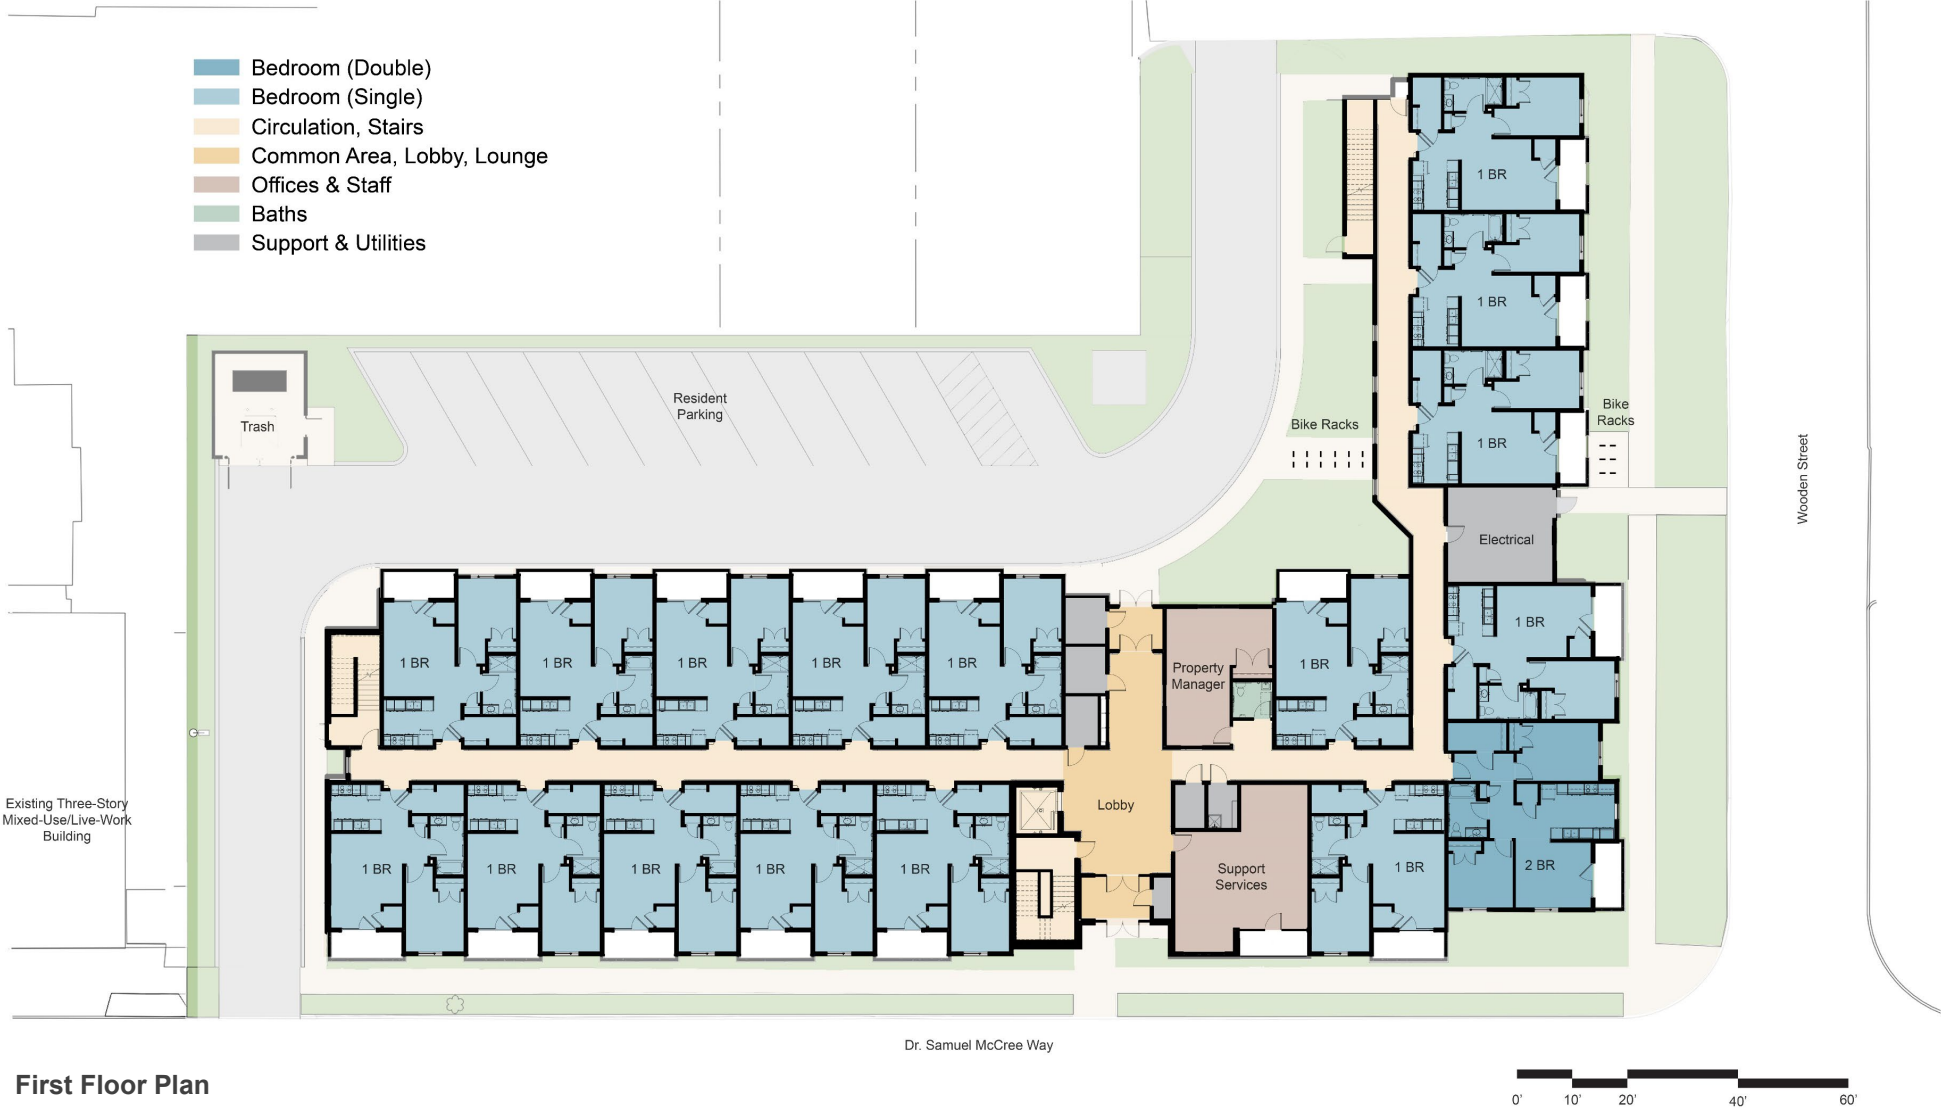 Bedroom (Double)
Bedroom (Single)
Circulation, Stairs
Common Area, Lobby, Lounge
Offices & Staff
Baths
Support & Utilities
1 BR
1 BR
1 BR
Resident
Parking
Trash
Bike Racks
Bike
Racks
Wooden Street
Electrical
1 BR
1 BR
1 BR
1 BR
1 BR
1 BR
Property
Manager
1 BR
1 BR
Lobby
Existing Three-Story
Mixed-Use/Live-Work
Building
1 BR
1 BR
1 BR
1 BR
1 BR
Support
Services
1 BR
2 BR
Dr. Samuel McCree Way
First Floor Plan
0' 10' 20' 40' 60'